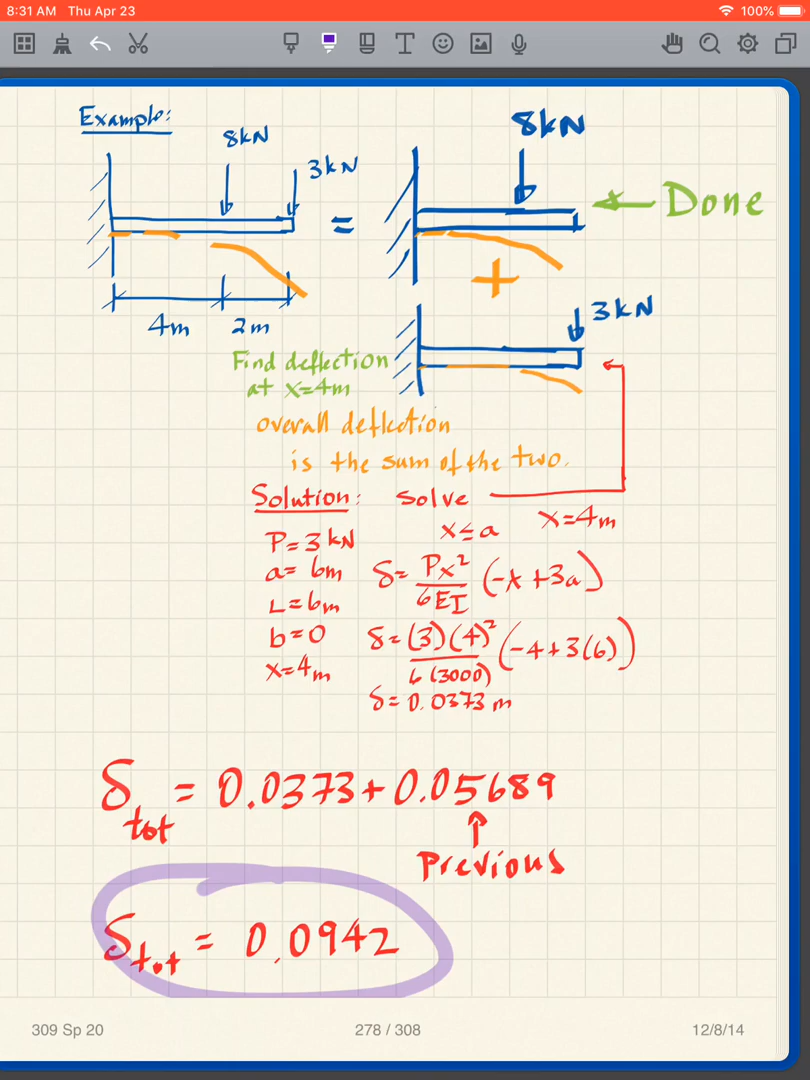 8:31 AM Thu Apr 23
100%
Example:
8kN
3kN
=
4m 2m
8kN
Done
+
3kN
Find deflection
at x=4m
overall deflection
is the sum of the two.
Solution: Solve
x≤a x=4m
P=3kN
a=6m
L=6m
b=0
x=4m
δ= Px²/6EI (-x+3a)
δ= (3)(4)²/6(3000) (-4+3(6))
δ=0.0373 m
δtot = 0.0373+0.05689
↑
Previous
δtot = 0.0942
309 Sp 20
278 / 308
12/8/14